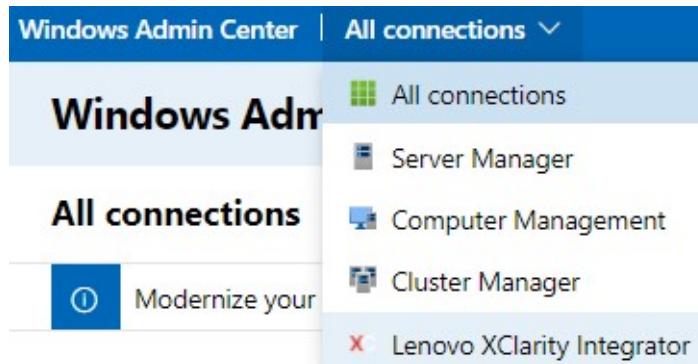 Windows Admin Center | All connections
Windows Adm
All connections
Modernize your
All connections
Server Manager
Computer Management
Cluster Manager
Lenovo XClarity Integrator